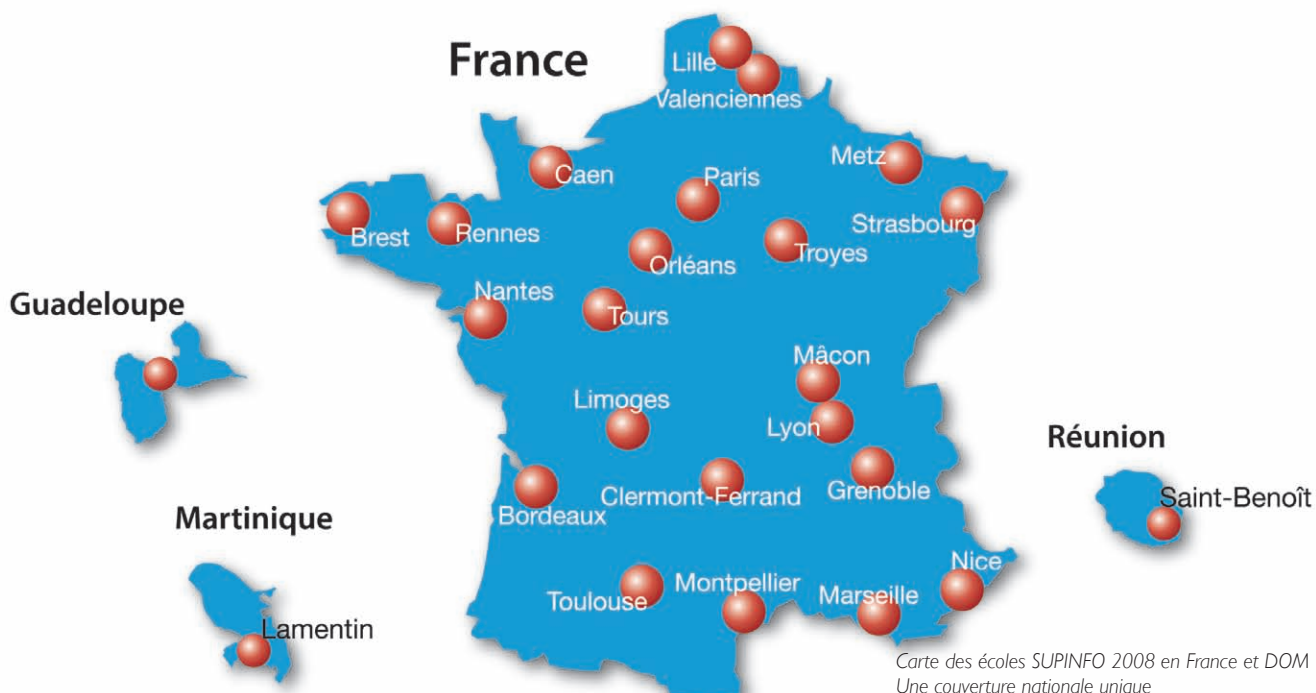 France
Lille
Valenciennes
Metz
Caen
Paris
Strasbourg
Brest
Rennes
Troyes
Orléans
Guadeloupe
Nantes
Tours
Mâcon
Limoges
Lyon
Réunion
Grenoble
Clermont-Ferrand
Saint-Benoît
Bordeaux
Martinique
Nice
Montpellier
Marseille
Toulouse
Lamentin
Carte des écoles SUPINFO 2008 en France et DOM
Une couverture nationale unique